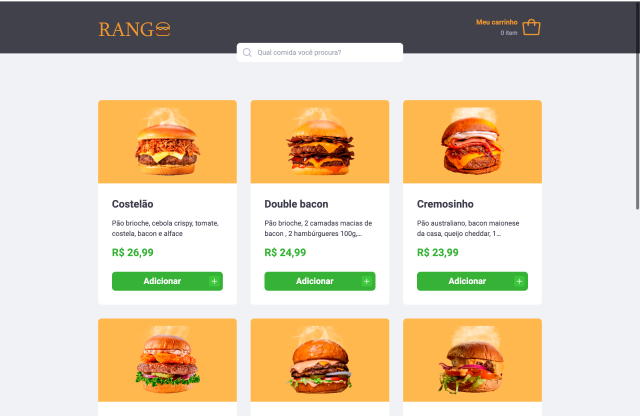 RANGO
Meu carrinho
0 item
Qual comida você procura?
Costelão
Pão brioche, cebola crispy, tomate,
costela, bacon e alface
R$ 26,99
Adicionar
Double bacon
Pão brioche, 2 camadas macias de
bacon , 2 hambúrgueres 100g,...
R$ 24,99
Adicionar
Cremosinho
Pão australiano, bacon maionese
da casa, queijo cheddar, 1...
R$ 23,99
Adicionar